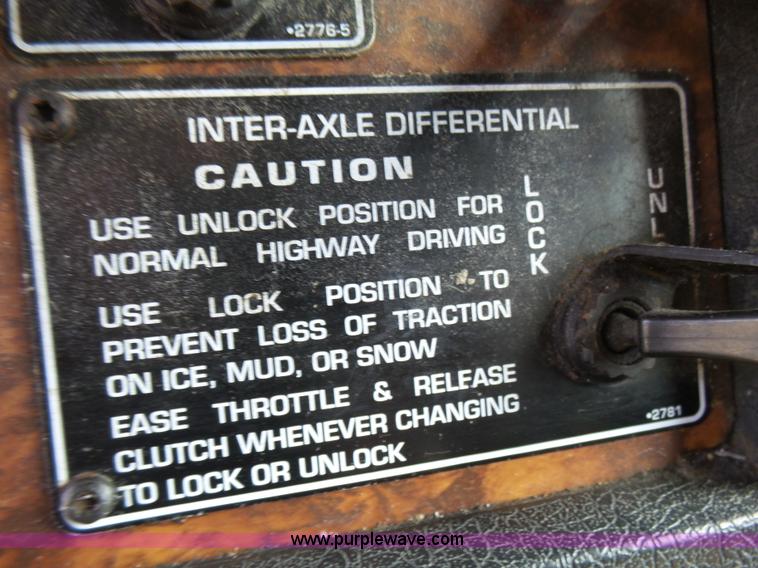 •2776-5
INTER-AXLE DIFFERENTIAL
CAUTION
USE UNLOCK POSITION FOR
NORMAL HIGHWAY DRIVING
USE LOCK POSITION TO
PREVENT LOSS OF TRACTION
ON ICE, MUD, OR SNOW
EASE THROTTLE & RELEASE
CLUTCH WHENEVER CHANGING
TO LOCK OR UNLOCK
LOCK
UNL
•2781
www.purplewave.com